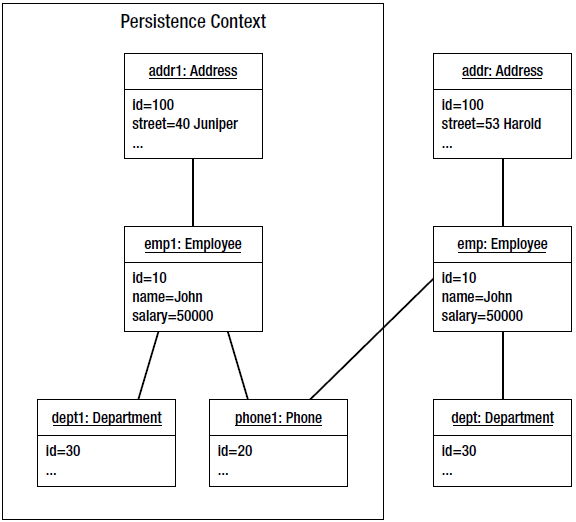 Persistence Context
addr1: Address
id=100
street=40 Juniper
...
addr: Address
id=100
street=53 Harold
...
emp1: Employee
id=10
name=John
salary=50000
emp: Employee
id=10
name=John
salary=50000
dept1: Department
id=30
...
phone1: Phone
id=20
...
dept: Department
id=30
...